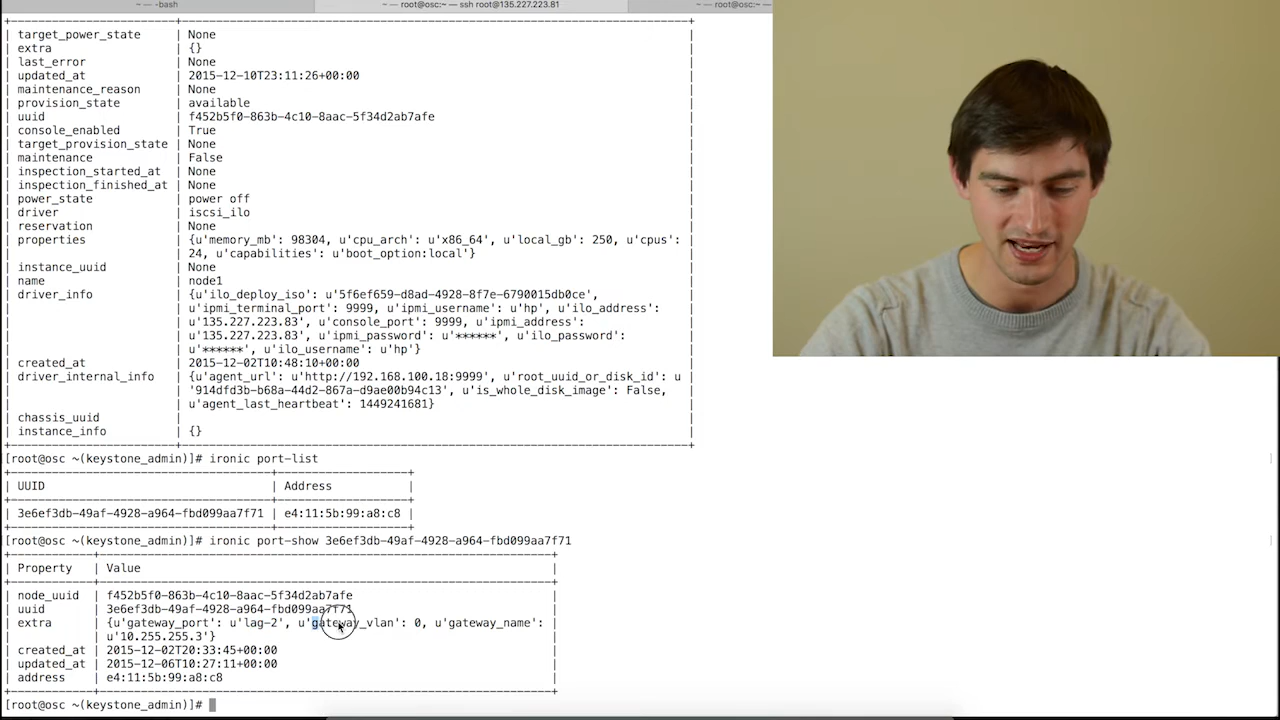 ~ — -bash
~ — root@osc:~ — ssh root@135.227.223.81
~ — root@osc:~ —
| target_power_state | None |
| extra | {} |
| last_error | None |
| updated_at | 2015-12-10T23:11:26+00:00 |
| maintenance_reason | None |
| provision_state | available |
| uuid | f452b5f0-863b-4c10-8aac-5f34d2ab7afe |
| console_enabled | True |
| target_provision_state | None |
| maintenance | False |
| inspection_started_at | None |
| inspection_finished_at | None |
| power_state | power off |
| driver | iscsi_ilo |
| reservation | None |
| properties | {u'memory_mb': 98304, u'cpu_arch': u'x86_64', u'local_gb': 250, u'cpus': |
| | 24, u'capabilities': u'boot_option:local'} |
| instance_uuid | None |
| name | node1 |
| driver_info | {u'ilo_deploy_iso': u'5f6ef659-d8ad-4928-8f7e-6790015db0ce', |
| | u'ipmi_terminal_port': 9999, u'ipmi_username': u'hp', u'ilo_address': |
| | u'135.227.223.83', u'console_port': 9999, u'ipmi_address': |
| | u'135.227.223.83', u'ipmi_password': u'******', u'ilo_password': |
| | u'******', u'ilo_username': u'hp'} |
| created_at | 2015-12-02T10:48:10+00:00 |
| driver_internal_info | {u'agent_url': u'http://192.168.100.18:9999', u'root_uuid_or_disk_id': u |
| | '914dfd3b-b68a-44d2-867a-d9ae00b94c13', u'is_whole_disk_image': False, |
| | u'agent_last_heartbeat': 1449241681} |
| chassis_uuid | |
| instance_info | {} |
[root@osc ~(keystone_admin)]# ironic port-list
| UUID | Address |
| 3e6ef3db-49af-4928-a964-fbd099aa7f71 | e4:11:5b:99:a8:c8 |
[root@osc ~(keystone_admin)]# ironic port-show 3e6ef3db-49af-4928-a964-fbd099aa7f71
| Property | Value |
| node_uuid | f452b5f0-863b-4c10-8aac-5f34d2ab7afe |
| uuid | 3e6ef3db-49af-4928-a964-fbd099aa7f71 |
| extra | {u'gateway_port': u'lag-2', u'gateway_vlan': 0, u'gateway_name': |
| | u'10.255.255.3'} |
| created_at | 2015-12-02T20:33:45+00:00 |
| updated_at | 2015-12-06T10:27:11+00:00 |
| address | e4:11:5b:99:a8:c8 |
[root@osc ~(keystone_admin)]#